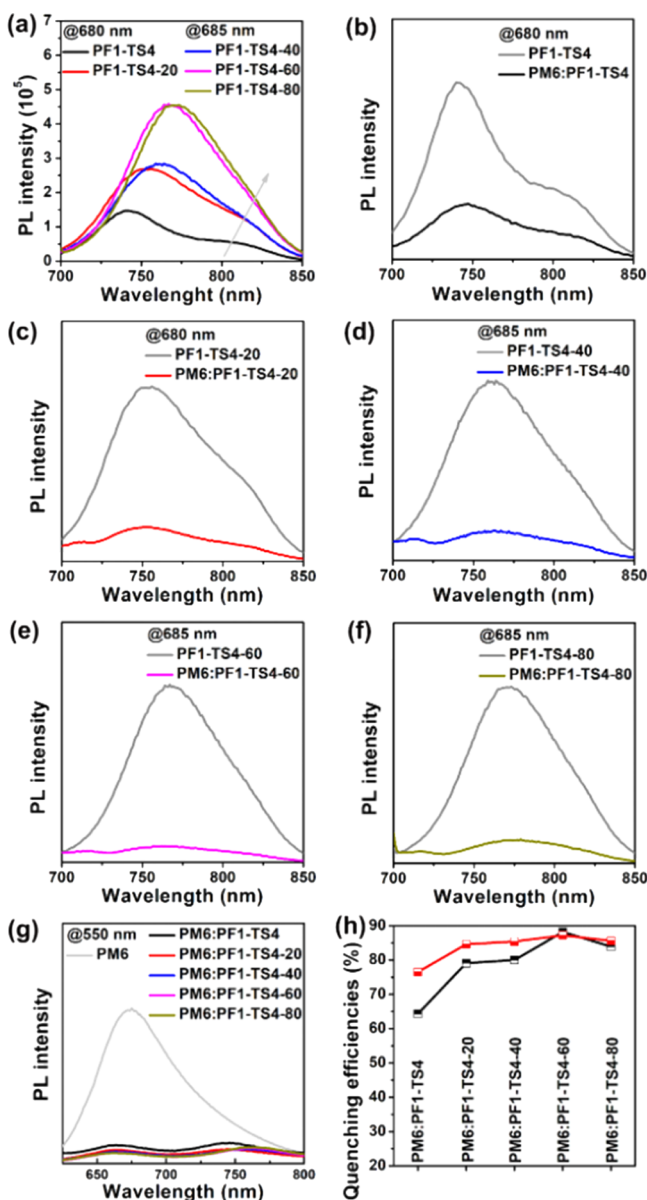 (a)
@680 nm
PF1-TS4
PF1-TS4-20
@685 nm
PF1-TS4-40
PF1-TS4-60
PF1-TS4-80
PL intensity (10⁵)
7
6
5
4
3
2
1
0
700 750 800 850
Wavelenght (nm)
(b)
@680 nm
PF1-TS4
PM6:PF1-TS4
PL intensity
700 750 800 850
Wavelength (nm)
(c)
@680 nm
PF1-TS4-20
PM6:PF1-TS4-20
PL intensity
700 750 800 850
Wavelength (nm)
(d)
@685 nm
PF1-TS4-40
PM6:PF1-TS4-40
PL intensity
700 750 800 850
Wavelength (nm)
(e)
@685 nm
PF1-TS4-60
PM6:PF1-TS4-60
PL intensity
700 750 800 850
Wavelength (nm)
(f)
@685 nm
PF1-TS4-80
PM6:PF1-TS4-80
PL intensity
700 750 800 850
Wavelength (nm)
(g)
@550 nm
PM6
PM6:PF1-TS4
PM6:PF1-TS4-20
PM6:PF1-TS4-40
PM6:PF1-TS4-60
PM6:PF1-TS4-80
PL intensity
650 700 750 800
Wavelength (nm)
(h)
Quenching efficiencies (%)
90
80
70
60
50
40
30
20
PM6:PF1-TS4
PM6:PF1-TS4-20
PM6:PF1-TS4-40
PM6:PF1-TS4-60
PM6:PF1-TS4-80